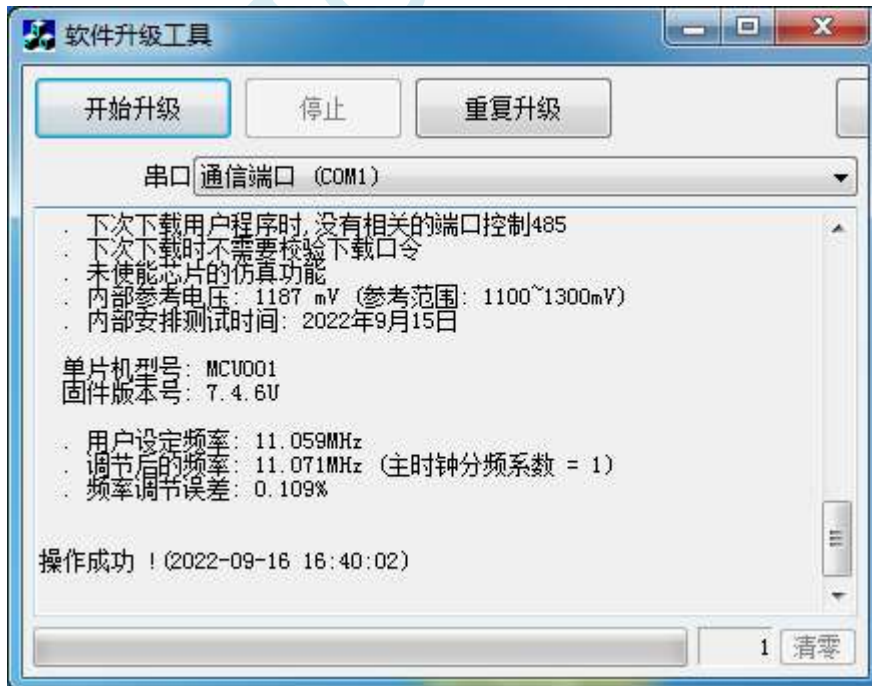 软件升级工具
开始升级 停止 重复升级
串口 通信端口 (COM1)
. 下次下载用户程序时,没有相关的端口控制485
. 下次下载时不需要校验下载口令
. 未使能芯片的仿真功能
. 内部参考电压: 1187 mV (参考范围: 1100~1300mV)
. 内部安排测试时间: 2022年9月15日
单片机型号: MCU001
固件版本号: 7.4.6U
. 用户设定频率: 11.059MHz
. 调节后的频率: 11.071MHz (主时钟分频系数 = 1)
. 频率调节误差: 0.109%
操作成功 !(2022-09-16 16:40:02)
1 清零